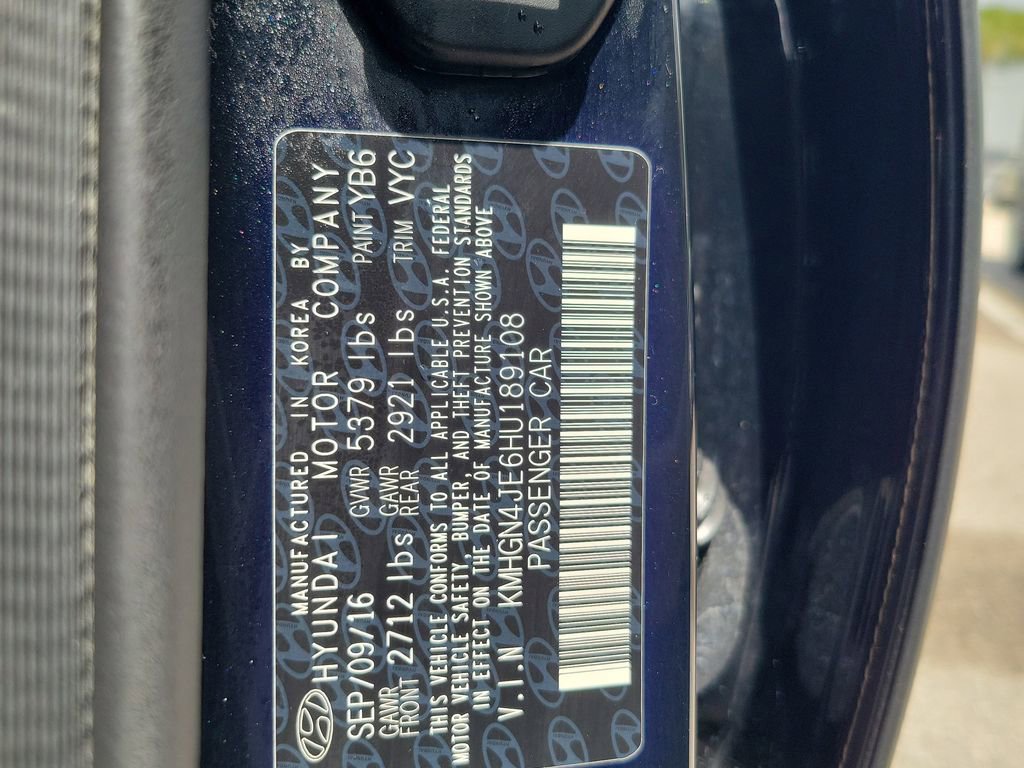 MANUFACTURED IN KOREA BY
HYUNDAI MOTOR COMPANY
SEP/09/16 GVWR 5379 lbs PAINT YB6
GAWR FRONT 2712 lbs GAWR REAR 2921 lbs TRIM VYC
THIS VEHICLE CONFORMS TO ALL APPLICABLE U.S.A. FEDERAL
MOTOR VEHICLE SAFETY, BUMPER, AND THEFT PREVENTION STANDARDS
IN EFFECT ON THE DATE OF MANUFACTURE SHOWN ABOVE
V.I.N KMHGN4JE6HU189108
PASSENGER CAR